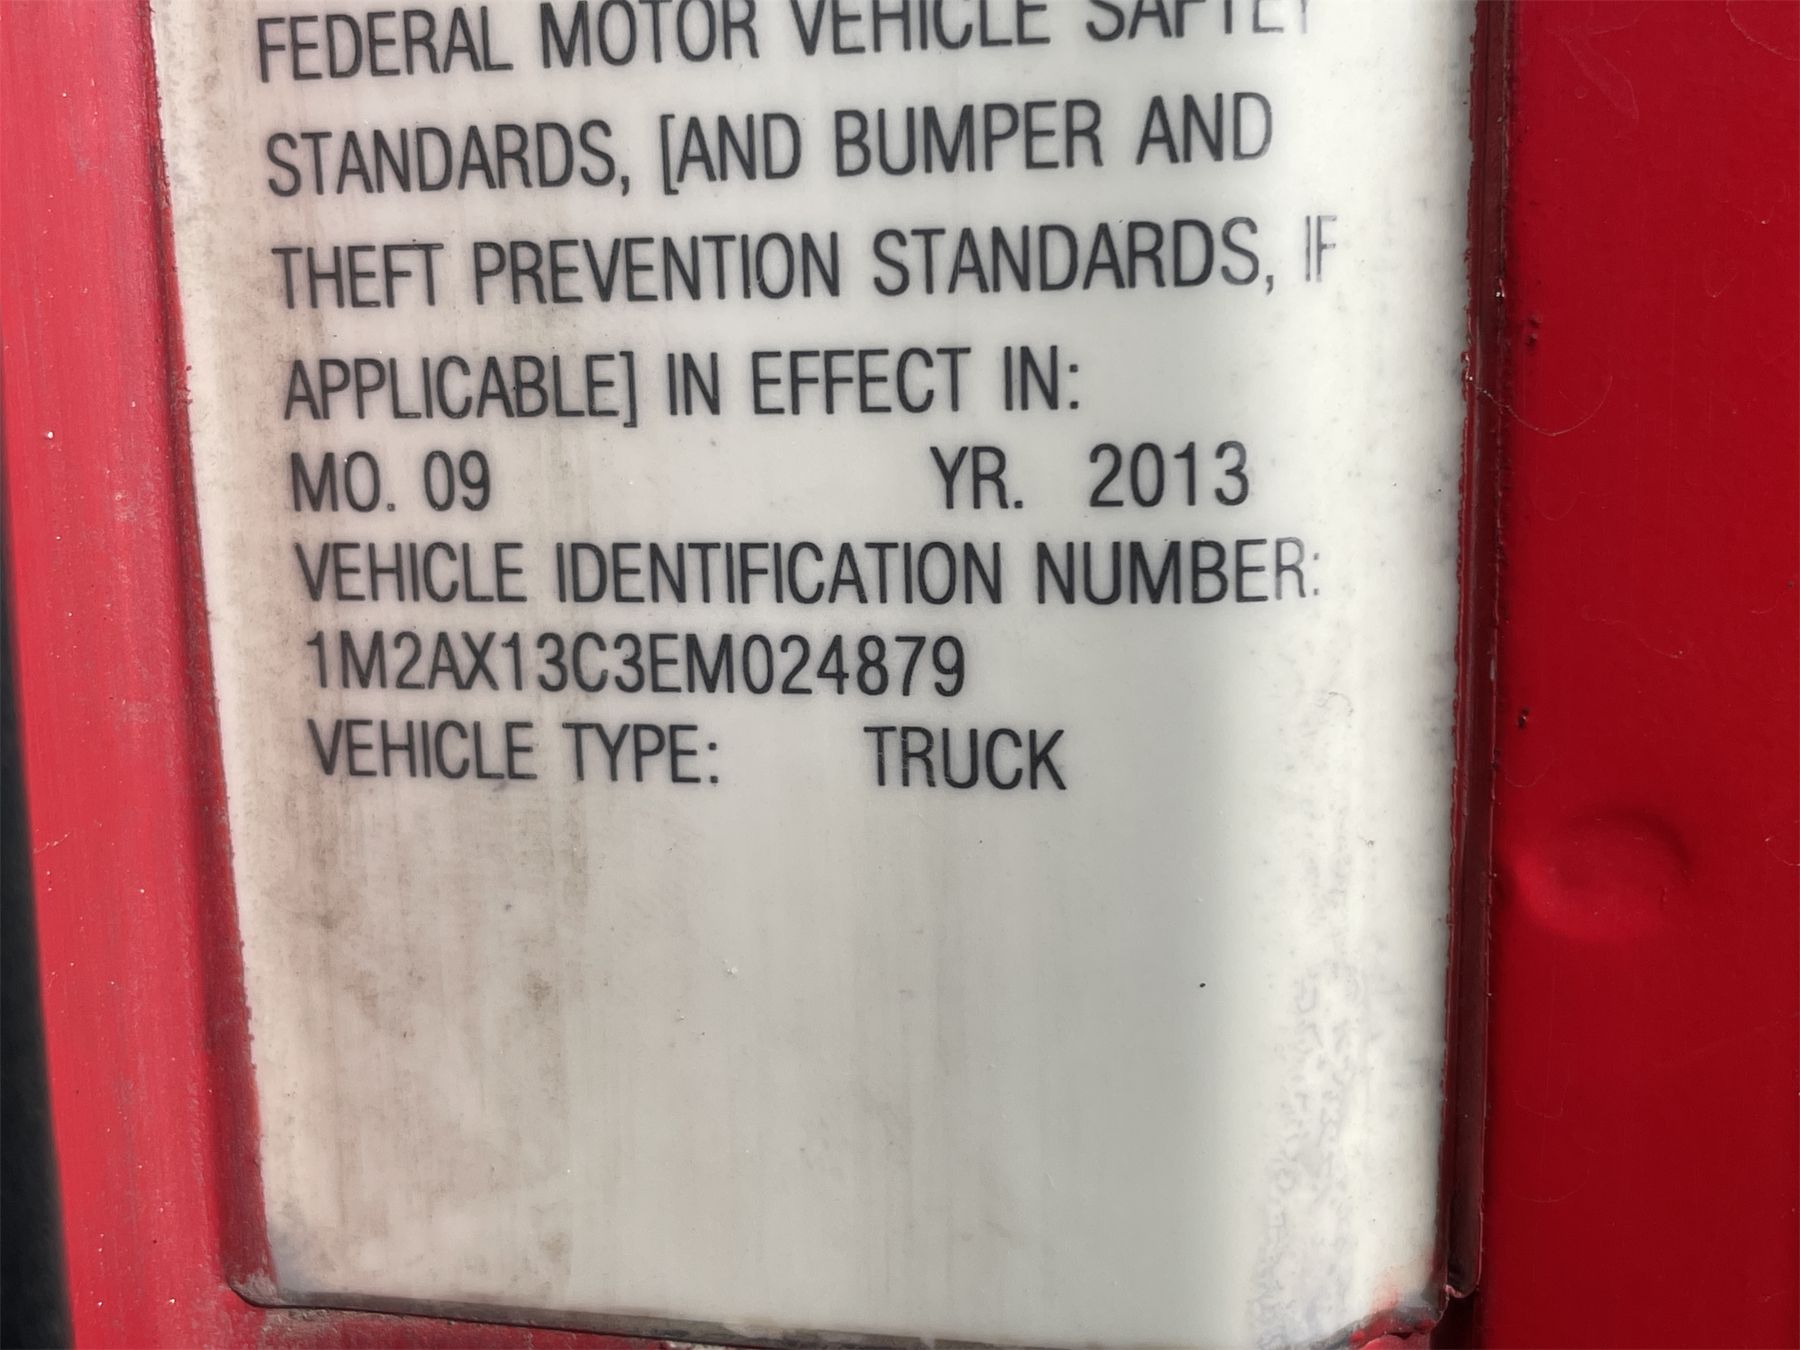 FEDERAL MOTOR VEHICLE SAFTEY
STANDARDS, [AND BUMPER AND
THEFT PREVENTION STANDARDS, IF
APPLICABLE] IN EFFECT IN:
MO. 09 YR. 2013
VEHICLE IDENTIFICATION NUMBER:
1M2AX13C3EM024879
VEHICLE TYPE: TRUCK